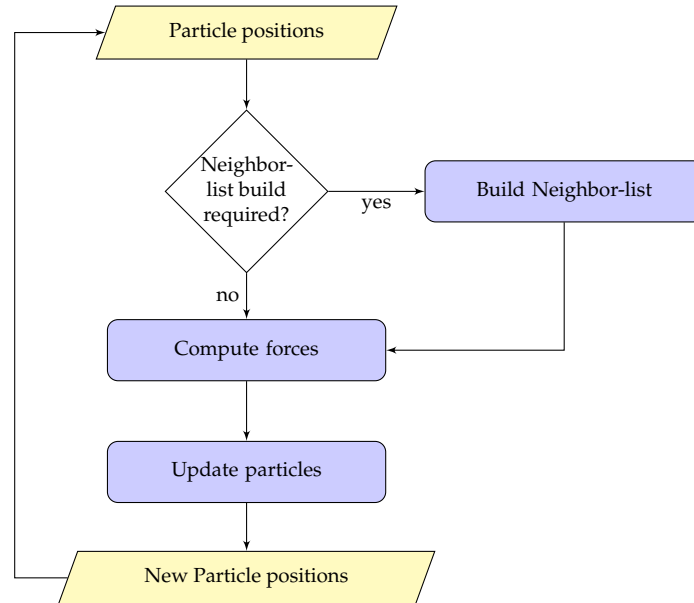 Particle positions
Neighbor-
list build
required?
yes
Build Neighbor-list
no
Compute forces
Update particles
New Particle positions